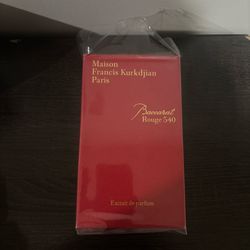 Maison
Francis Kurkdjian
Paris
Baccarat
Rouge 540
Extrait de parfum